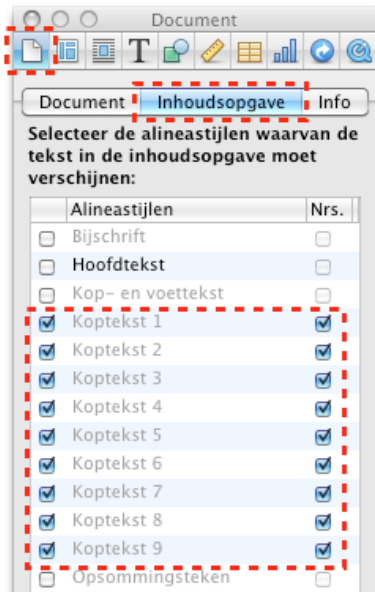 Document
T
Document Inhoudsopgave Info
Selecteer de alineastijlen waarvan de
tekst in de inhoudsopgave moet
verschijnen:
Alineastijlen Nrs.
Bijschrift
Hoofdtekst
Kop- en voettekst
Koptekst 1
Koptekst 2
Koptekst 3
Koptekst 4
Koptekst 5
Koptekst 6
Koptekst 7
Koptekst 8
Koptekst 9
Opsommingsteken